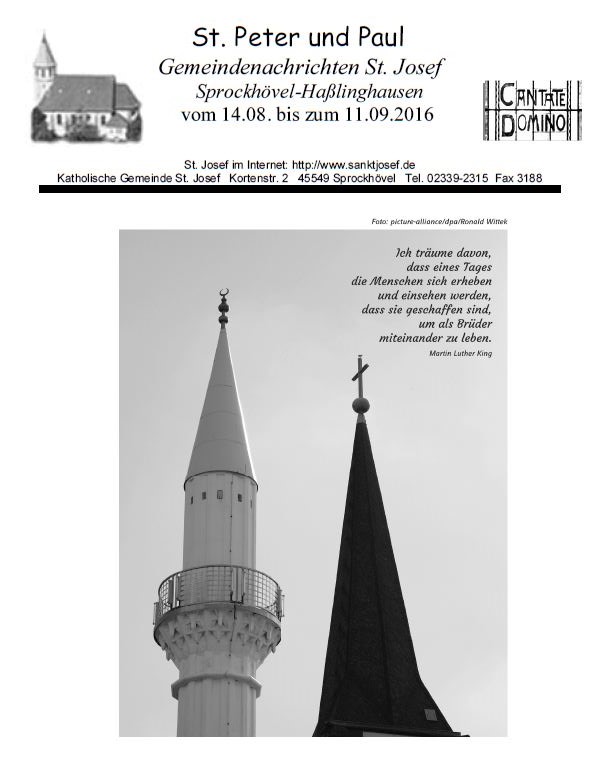 St. Peter und Paul
Gemeindenachrichten St. Josef
Sprockhövel-Haßlinghausen
vom 14.08. bis zum 11.09.2016
CANTATE
DOMINO
St. Josef im Internet: http://www.sanktjosef.de
Katholische Gemeinde St. Josef Kortenstr. 2 45549 Sprockhövel Tel. 02339-2315 Fax 3188
Foto: picture-alliance/dpa/Ronald Wittek
Ich träume davon,
dass eines Tages
die Menschen sich erheben
und einsehen werden,
dass sie geschaffen sind,
um als Brüder
miteinander zu leben.
Martin Luther King